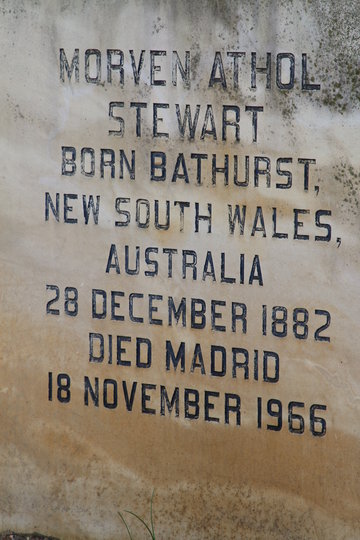 MORVEN ATHOL
STEWART
BORN BATHURST,
NEW SOUTH WALES,
AUSTRALIA
28 DECEMBER 1882
DIED MADRID
18 NOVEMBER 1966